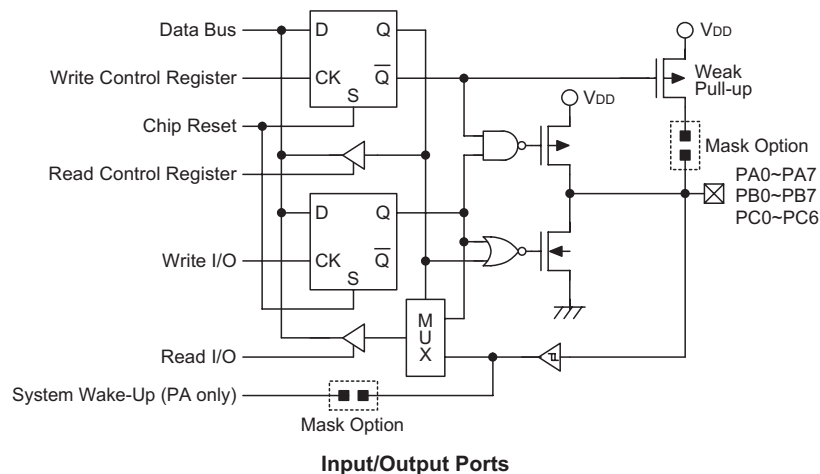 Data Bus
Write Control Register
Chip Reset
Read Control Register
Write I/O
Read I/O
System Wake-Up (PA only)
D
Q
CK
Q
S
D
Q
CK
Q
S
M
U
X
VDD
VDD
Weak
Pull-up
Mask Option
PA0~PA7
PB0~PB7
PC0~PC6
Mask Option
Input/Output Ports